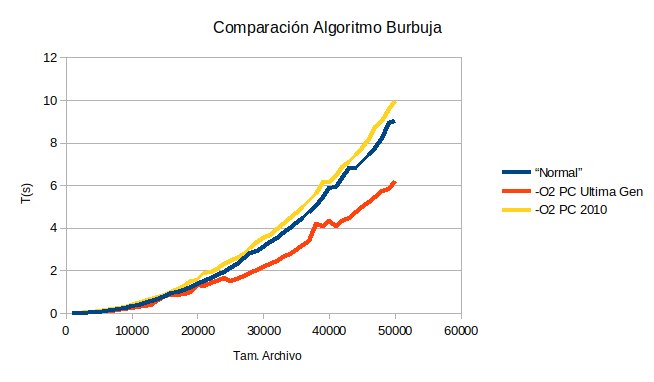 Comparación Algoritmo Burbuja
12
10
8
6
4
2
0
T(s)
0 10000 20000 30000 40000 50000 60000
Tam. Archivo
“Normal”
-O2 PC Ultima Gen
-O2 PC 2010